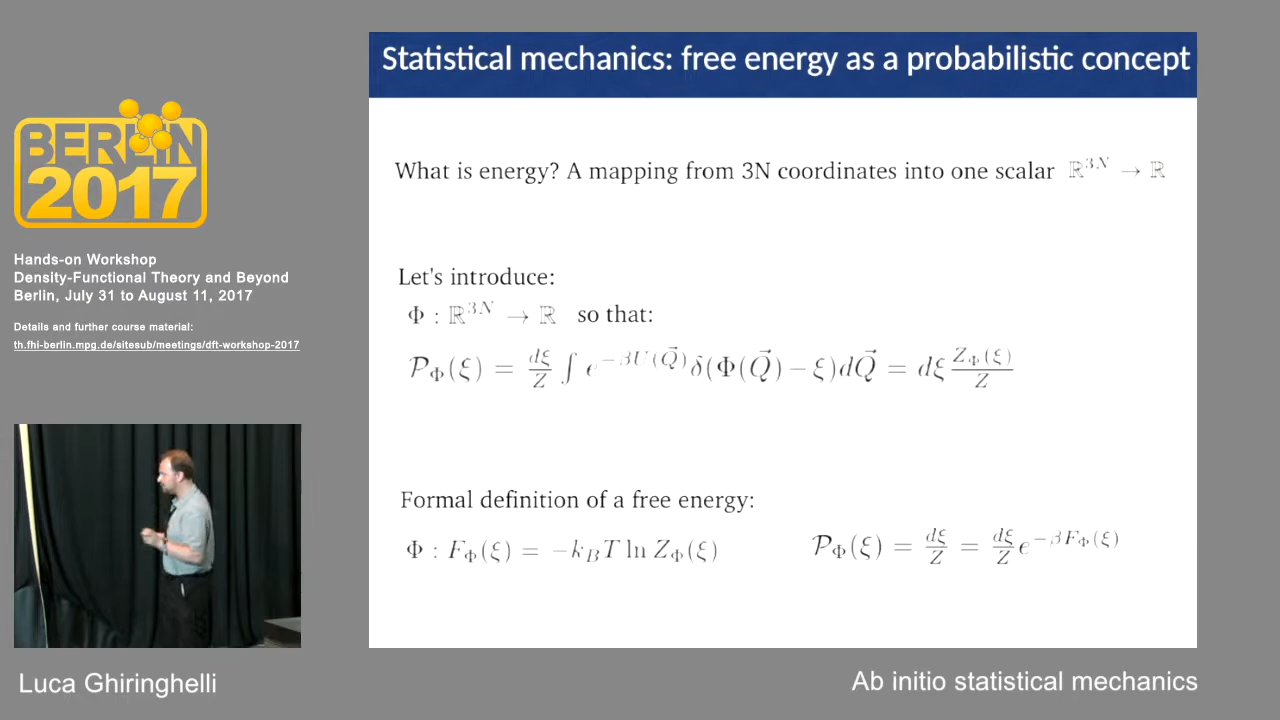 Statistical mechanics: free energy as a probabilistic concept
BERLIN
2017
What is energy? A mapping from 3N coordinates into one scalar ℝ^{3N} → ℝ
Hands-on Workshop
Density-Functional Theory and Beyond
Berlin, July 31 to August 11, 2017
Details and further course material:
th.fhi-berlin.mpg.de/sitesub/meetings/dft-workshop-2017
Let's introduce:
Φ : ℝ^{3N} → ℝ so that:
𝒫_Φ(ξ) = dξ/Z ∫ e^{−βU(Q⃗)} δ(Φ(Q⃗) − ξ)dQ⃗ = dξ Z_Φ(ξ)/Z
Formal definition of a free energy:
Φ : F_Φ(ξ) = −k_B T ln Z_Φ(ξ)
𝒫_Φ(ξ) = dξ/Z = dξ/Z e^{−βF_Φ(ξ)}
Luca Ghiringhelli
Ab initio statistical mechanics